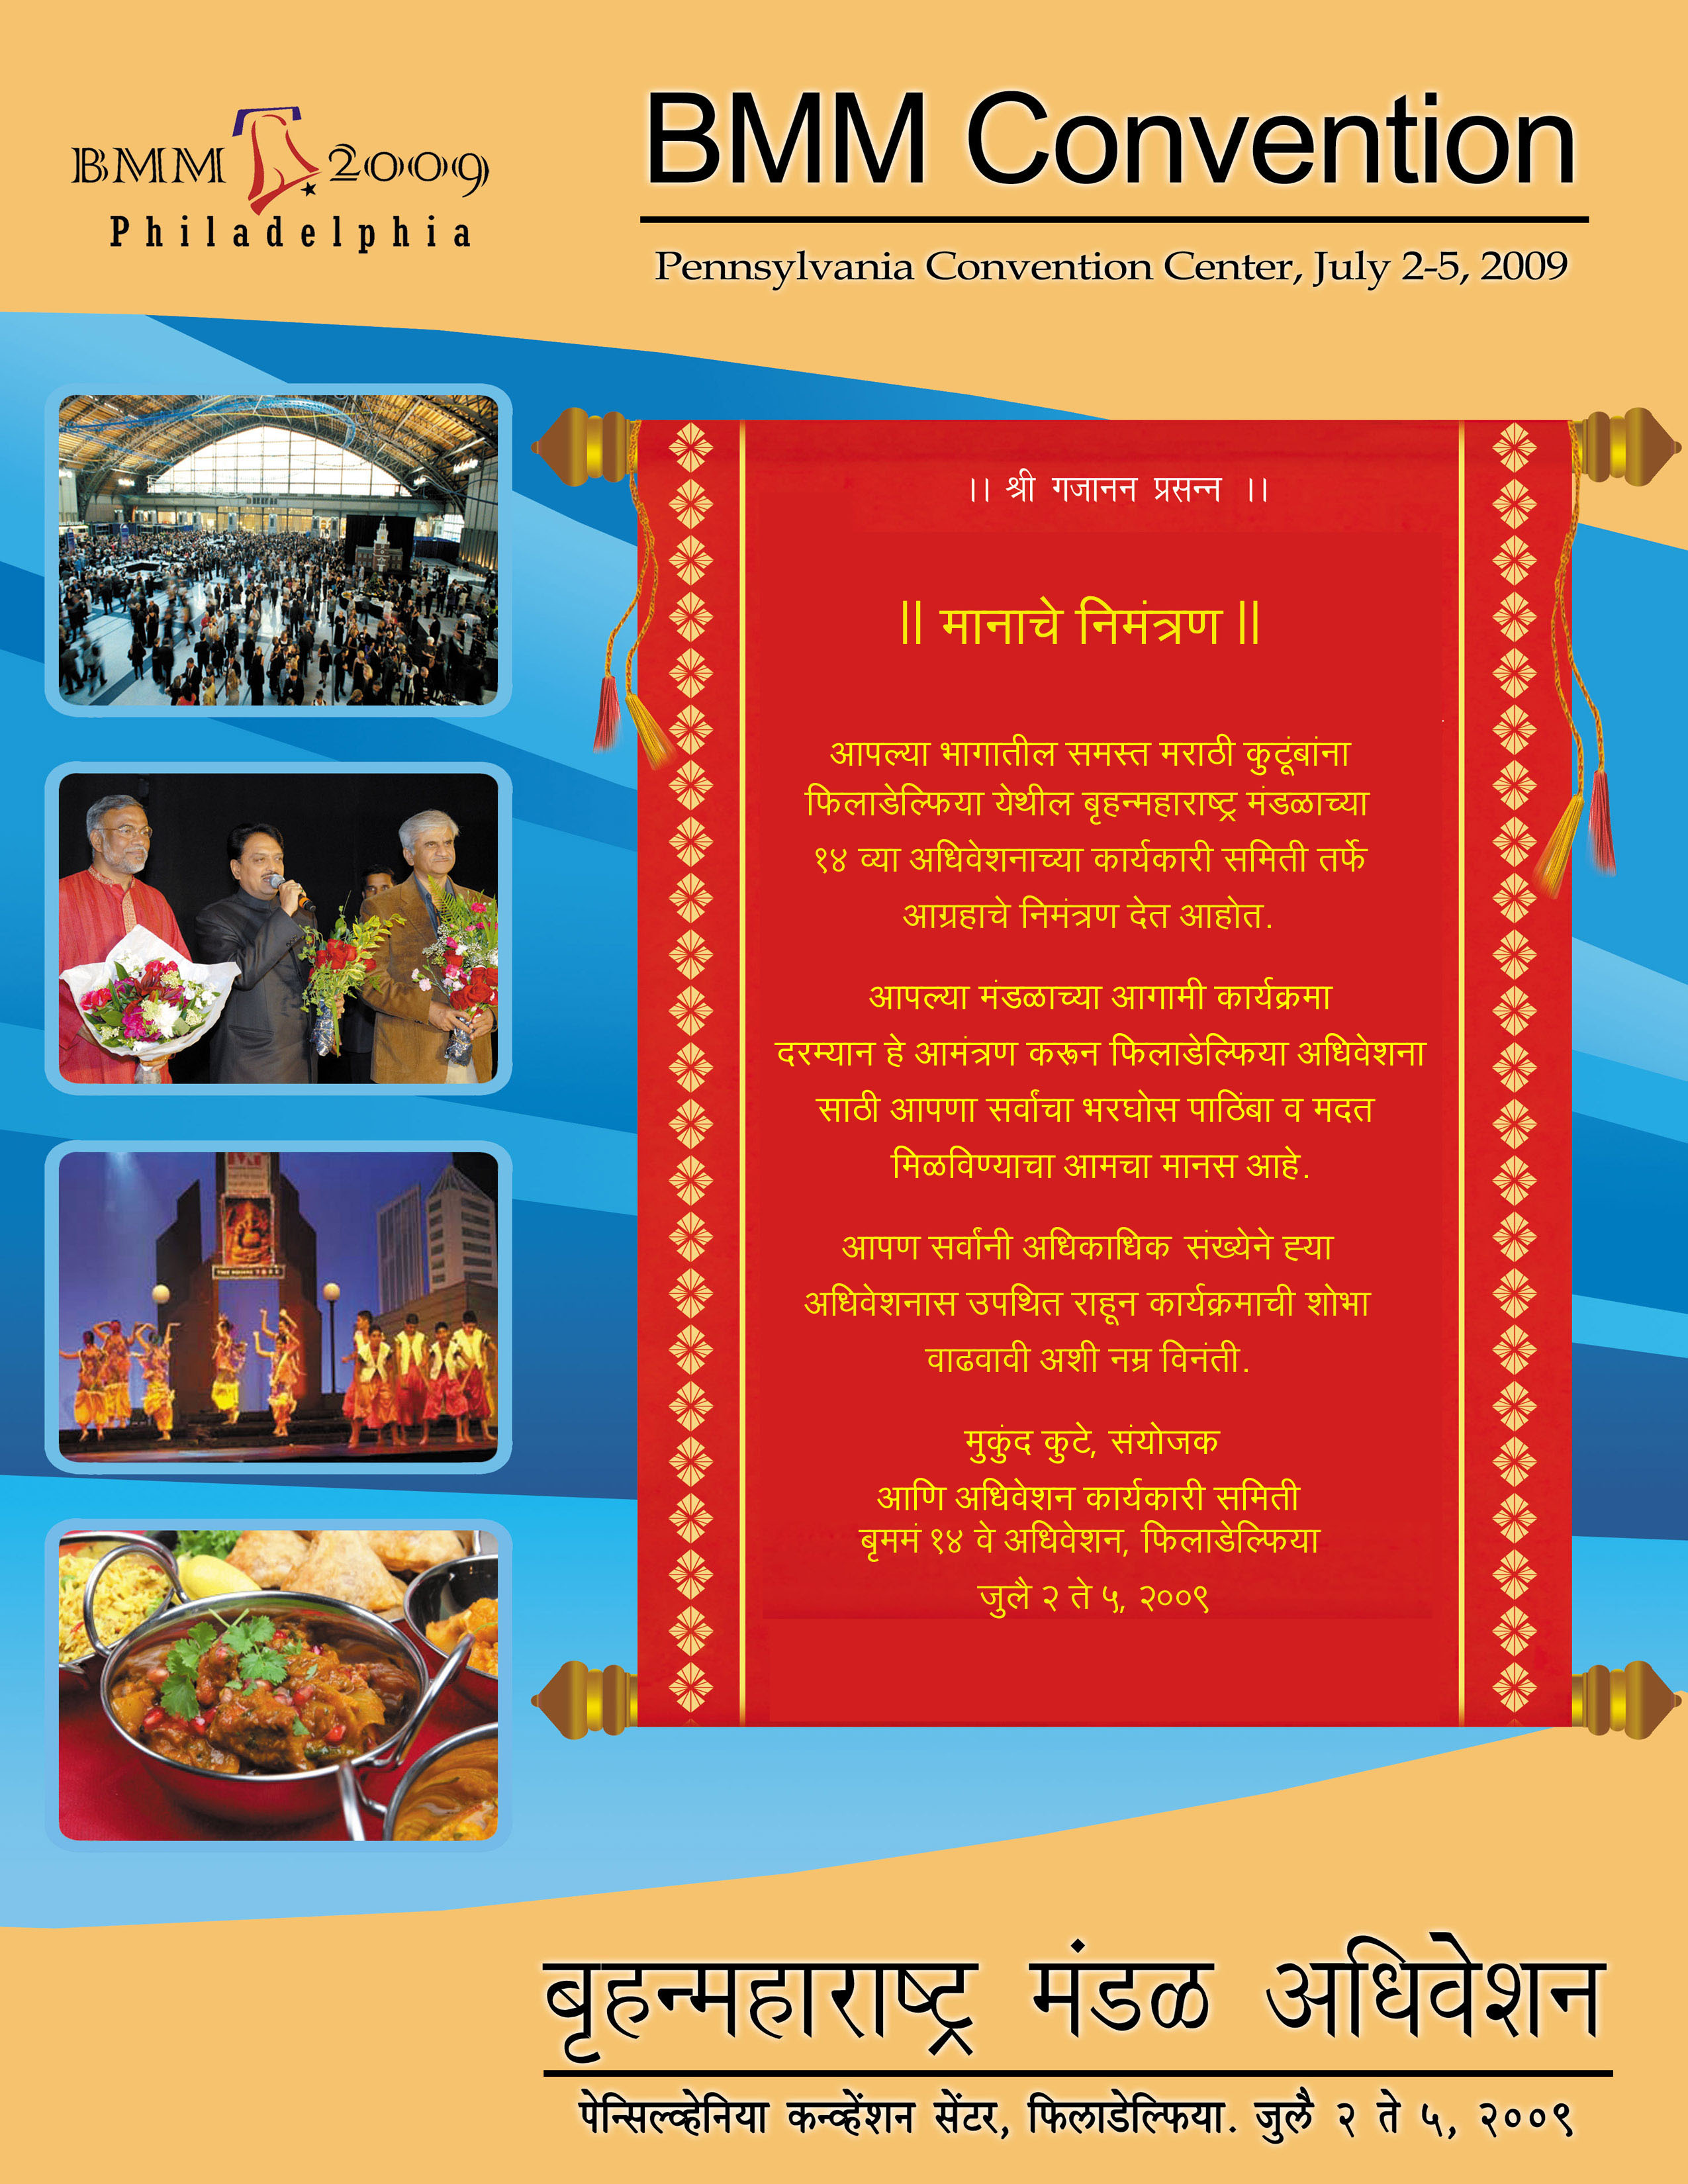 BMM 2009
Philadelphia
BMM Convention
Pennsylvania Convention Center, July 2-5, 2009
।। श्री गजानन प्रसन्न ।।
॥ मानाचे निमंत्रण ॥
आपल्या भागातील समस्त मराठी कुटूंबांना
फिलाडेल्फिया येथील बृहन्महाराष्ट्र मंडळाच्या
१४ व्या अधिवेशनाच्या कार्यकारी समिती तर्फे
आग्रहाचे निमंत्रण देत आहोत.
आपल्या मंडळाच्या आगामी कार्यक्रमा
दरम्यान हे आमंत्रण करून फिलाडेल्फिया अधिवेशना
साठी आपणा सर्वांचा भरघोस पाठिंबा व मदत
मिळविण्याचा आमचा मानस आहे.
आपण सर्वांनी अधिकाधिक संख्येने ह्या
अधिवेशनास उपथित राहून कार्यक्रमाची शोभा
वाढवावी अशी नम्र विनंती.
मुकुंद कुटे, संयोजक
आणि अधिवेशन कार्यकारी समिती
बृममं १४ वे अधिवेशन, फिलाडेल्फिया
जुलै २ ते ५, २००९
बृहन्महाराष्ट्र मंडळ अधिवेशन
पेन्सिल्व्हेनिया कन्व्हेंशन सेंटर, फिलाडेल्फिया. जुलै २ ते ५, २००९